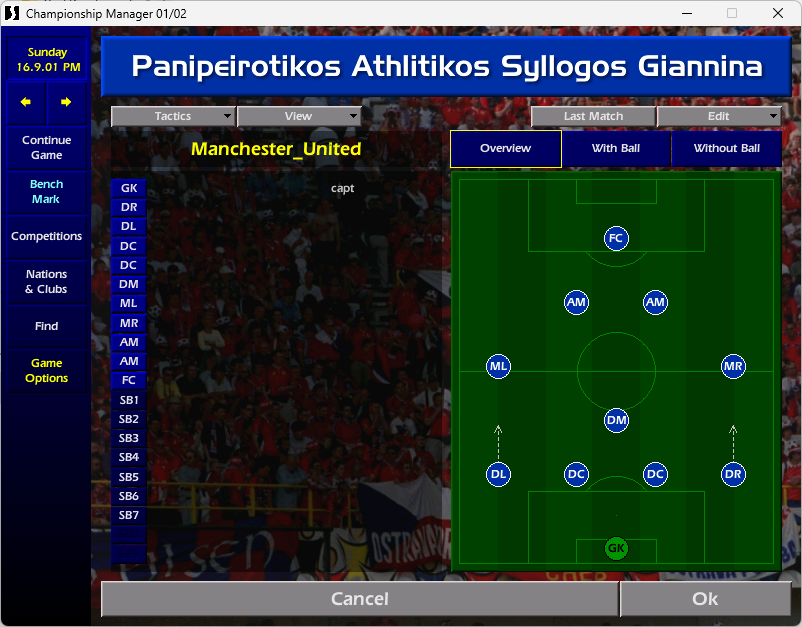 Championship Manager 01/02
Sunday
16.9.01 PM
Continue
Game
Bench
Mark
Competitions
Nations
& Clubs
Find
Game
Options
Panipeirotikos Athlitikos Syllogos Giannina
Tactics
View
Last Match
Edit
Manchester_United
Overview
With Ball
Without Ball
GK capt
DR
DL
DC
DC
DM
ML
MR
AM
AM
FC
SB1
SB2
SB3
SB4
SB5
SB6
SB7
FC
AM AM
ML MR
DM
DL DC DC DR
GK
OSTRAVA
Cancel
Ok